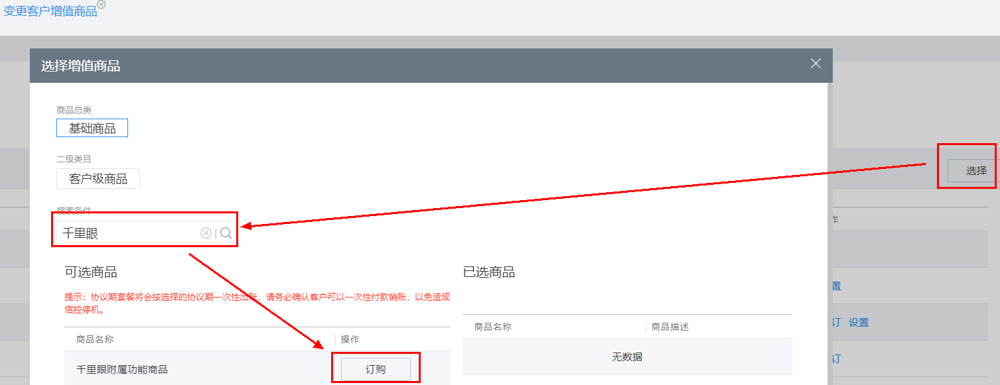 变更客户增值商品
选择增值商品
商品总类
基础商品
二级类目
客户级商品
选择
搜索条件
千里眼
作
可选商品
已选商品
置
提示：协议期套餐将会按选择的协议期一次性出账，请务必确认客户可以一次性付款销账，以免造成
信控停机。
订 设置
商品名称
商品描述
商品名称
操作
无数据
订
千里眼附属功能商品
订购